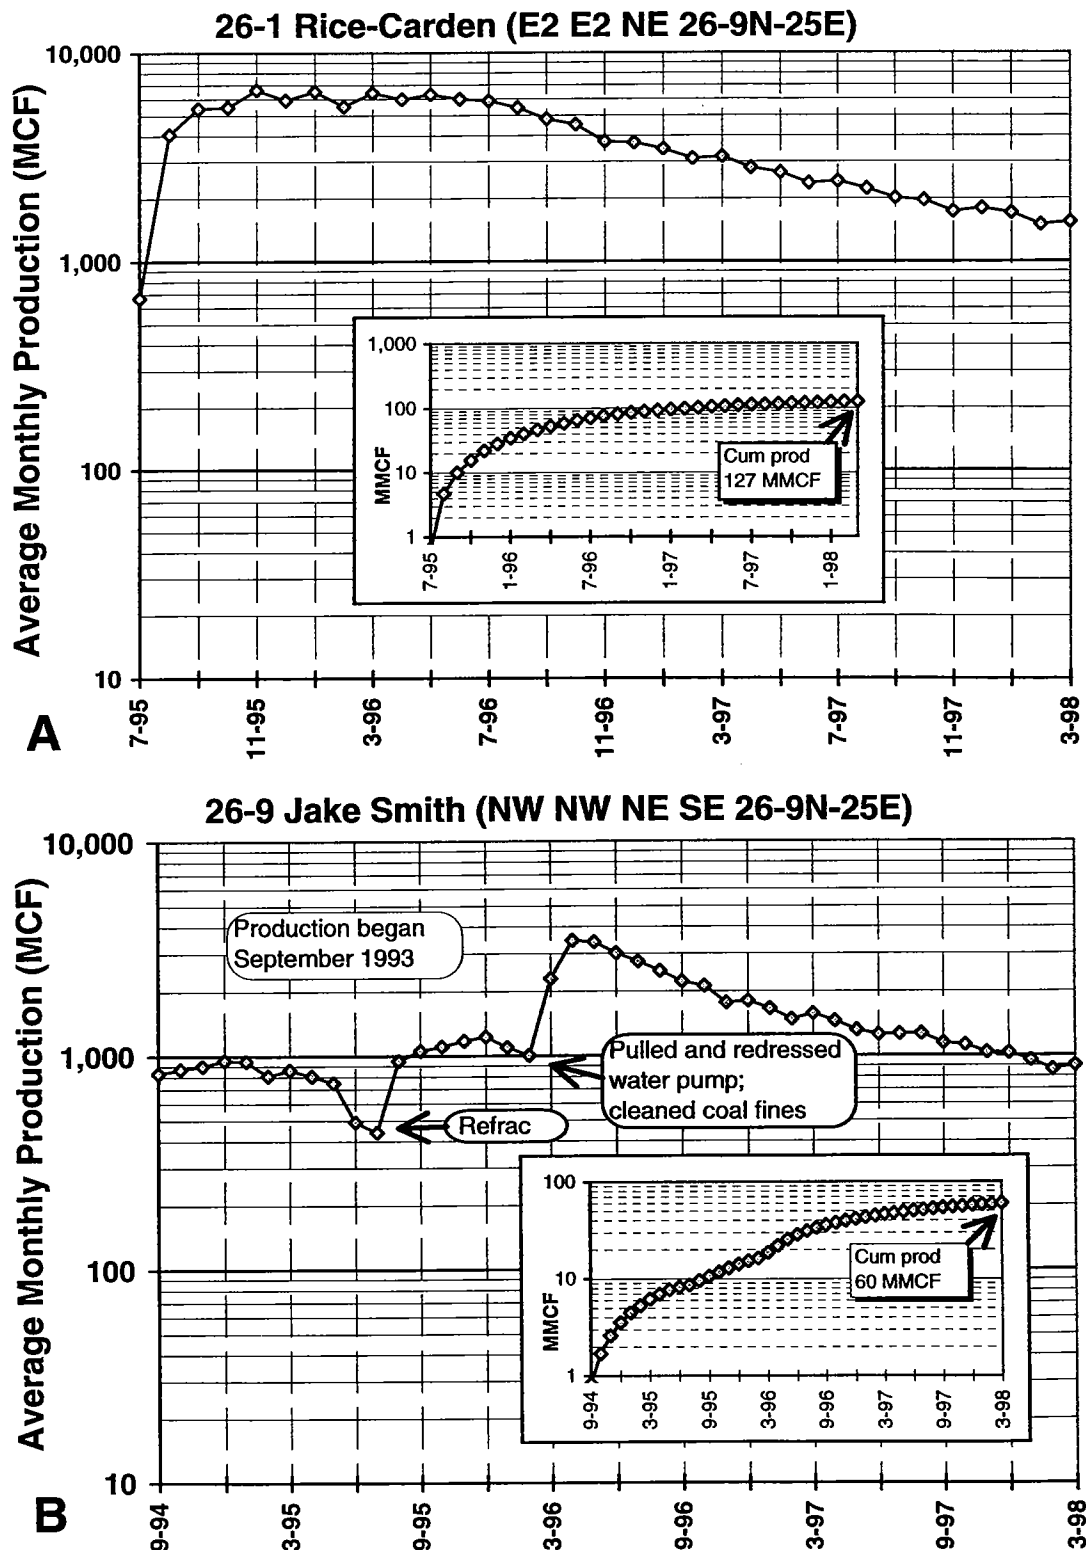 26-1 Rice-Carden (E2 E2 NE 26-9N-25E)
Average Monthly Production (MCF)
10,000
1,000
100
10
7-95
11-95
3-96
7-96
11-96
3-97
7-97
11-97
3-98
MMCF
1,000
100
10
1
7-95
1-96
7-96
1-97
7-97
1-98
Cum prod
127 MMCF
A
26-9 Jake Smith (NW NW NE SE 26-9N-25E)
Average Monthly Production (MCF)
10,000
1,000
100
10
9-94
3-95
9-95
3-96
9-96
3-97
9-97
3-98
Production began
September 1993
Pulled and redressed
water pump;
cleaned coal fines
Refrac
MMCF
100
10
1
9-94
3-95
9-95
3-96
9-96
3-97
9-97
3-98
Cum prod
60 MMCF
B